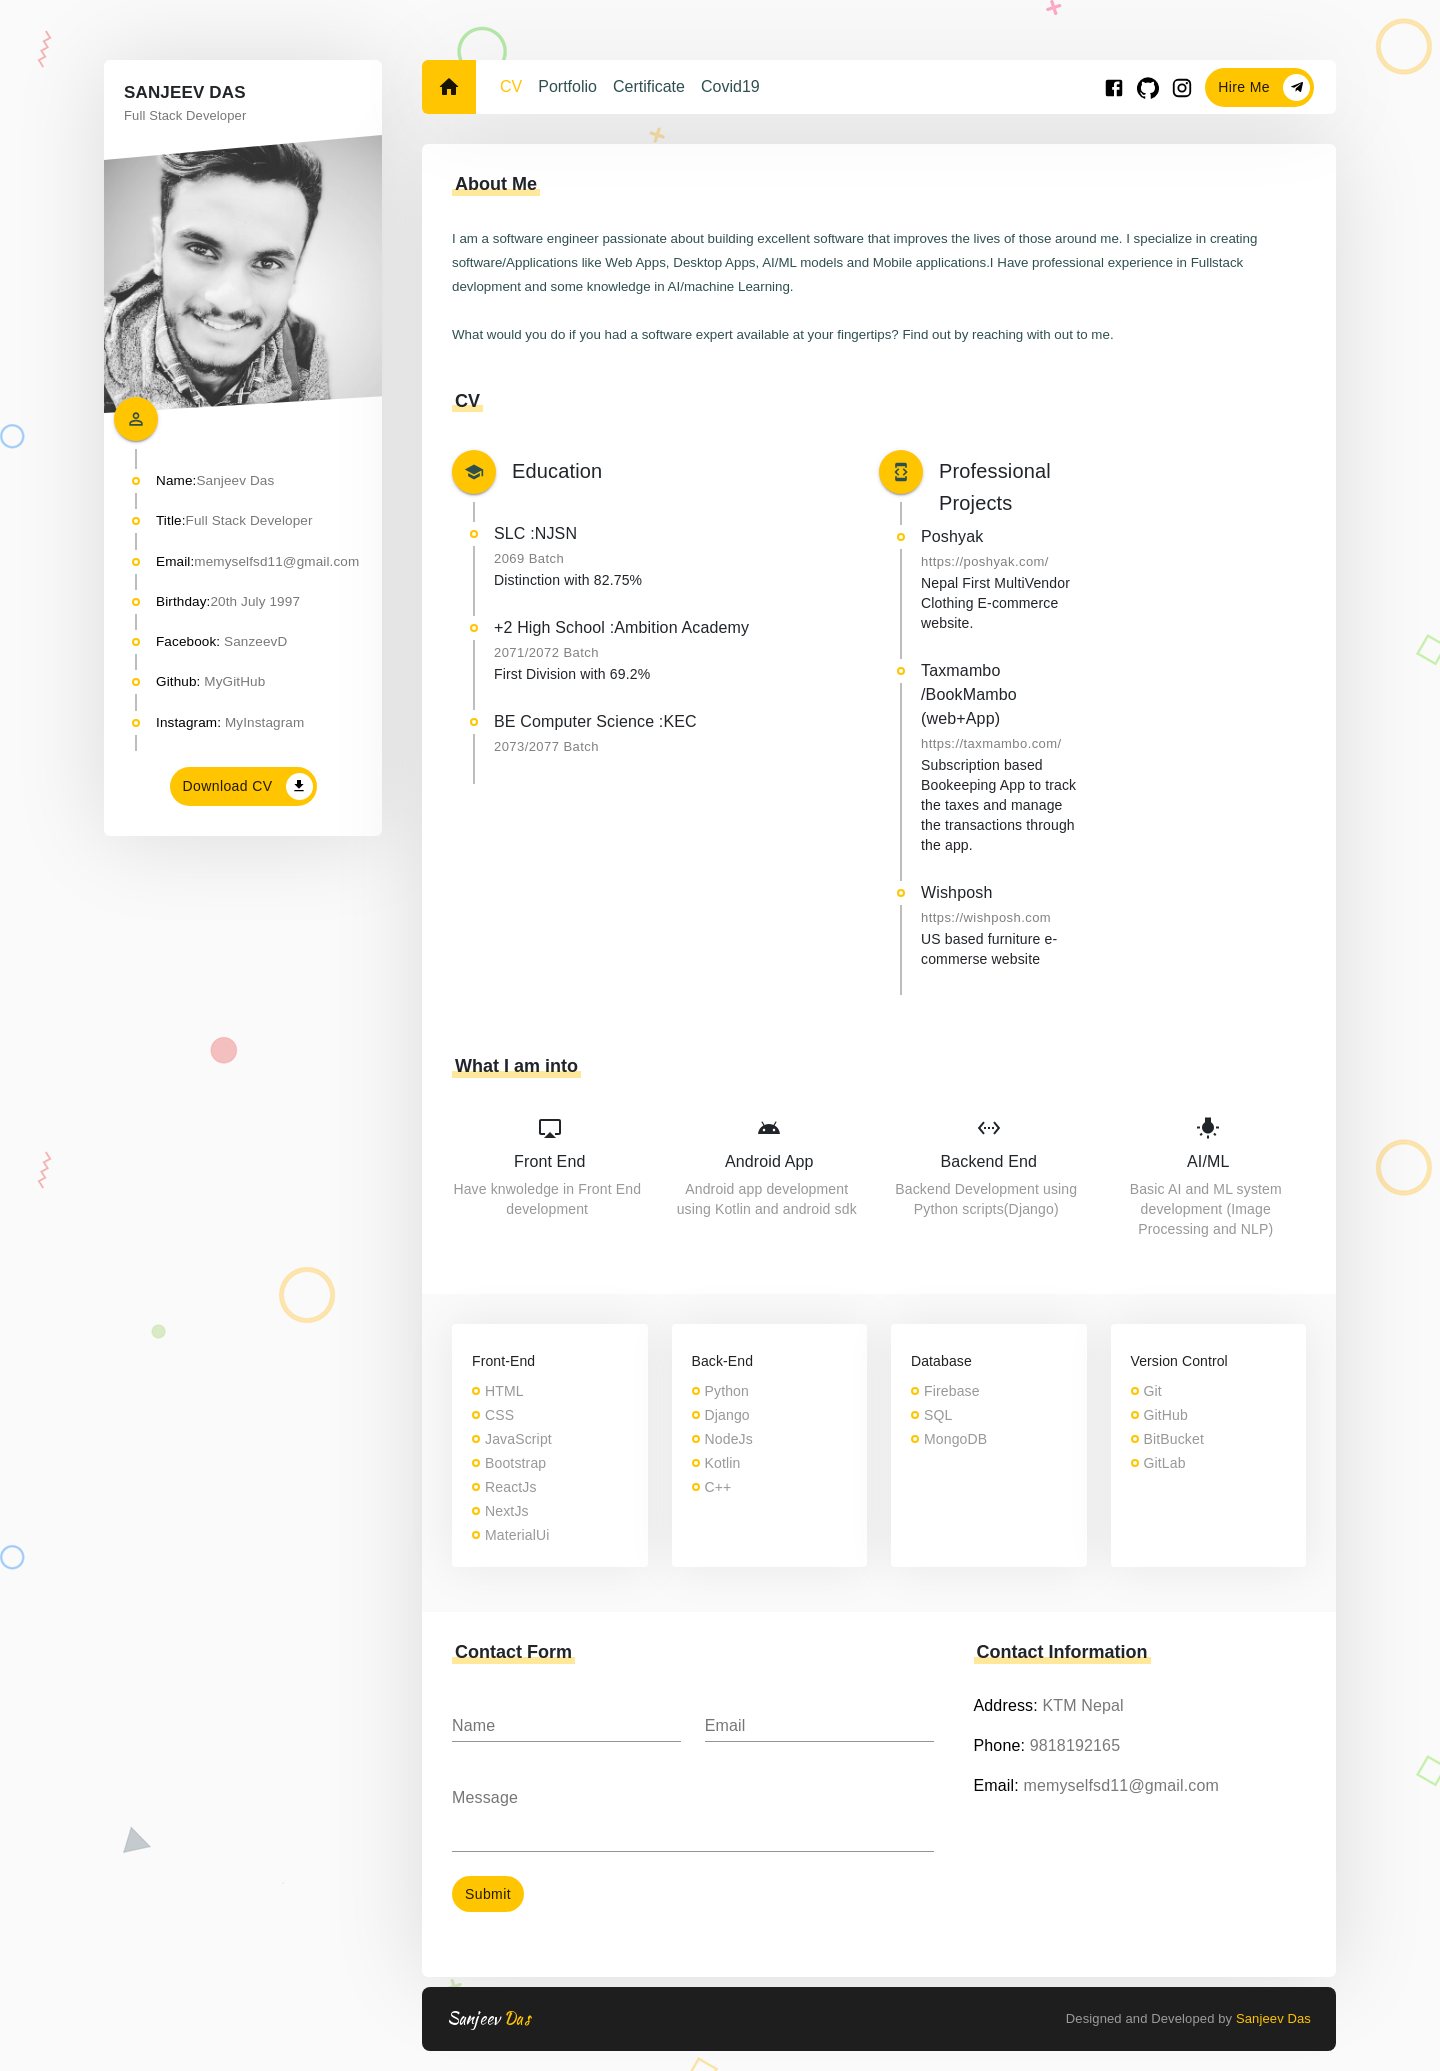 SANJEEV DAS
Full Stack Developer
Name:Sanjeev Das
Title:Full Stack Developer
Email:memyselfsd11@gmail.com
Birthday:20th July 1997
Facebook: SanzeevD
Github: MyGitHub
Instagram: MyInstagram
Download CV
CV Portfolio Certificate Covid19
Hire Me
About Me
I am a software engineer passionate about building excellent software that improves the lives of those around me. I specialize in creating
software/Applications like Web Apps, Desktop Apps, AI/ML models and Mobile applications.I Have professional experience in Fullstack
devlopment and some knowledge in AI/machine Learning.
What would you do if you had a software expert available at your fingertips? Find out by reaching with out to me.
CV
Education
SLC :NJSN
2069 Batch
Distinction with 82.75%
+2 High School :Ambition Academy
2071/2072 Batch
First Division with 69.2%
BE Computer Science :KEC
2073/2077 Batch
Professional
Projects
Poshyak
https://poshyak.com/
Nepal First MultiVendor
Clothing E-commerce
website.
Taxmambo
/BookMambo
(web+App)
https://taxmambo.com/
Subscription based
Bookeeping App to track
the taxes and manage
the transactions through
the app.
Wishposh
https://wishposh.com
US based furniture e-
commerse website
What I am into
Front End
Have knwoledge in Front End
development
Android App
Android app development
using Kotlin and android sdk
Backend End
Backend Development using
Python scripts(Django)
AI/ML
Basic AI and ML system
development (Image
Processing and NLP)
Front-End
HTML
CSS
JavaScript
Bootstrap
ReactJs
NextJs
MaterialUi
Back-End
Python
Django
NodeJs
Kotlin
C++
Database
Firebase
SQL
MongoDB
Version Control
Git
GitHub
BitBucket
GitLab
Contact Form
Name
Email
Message
Submit
Contact Information
Address: KTM Nepal
Phone: 9818192165
Email: memyselfsd11@gmail.com
Sanjeev Das
Designed and Developed by Sanjeev Das